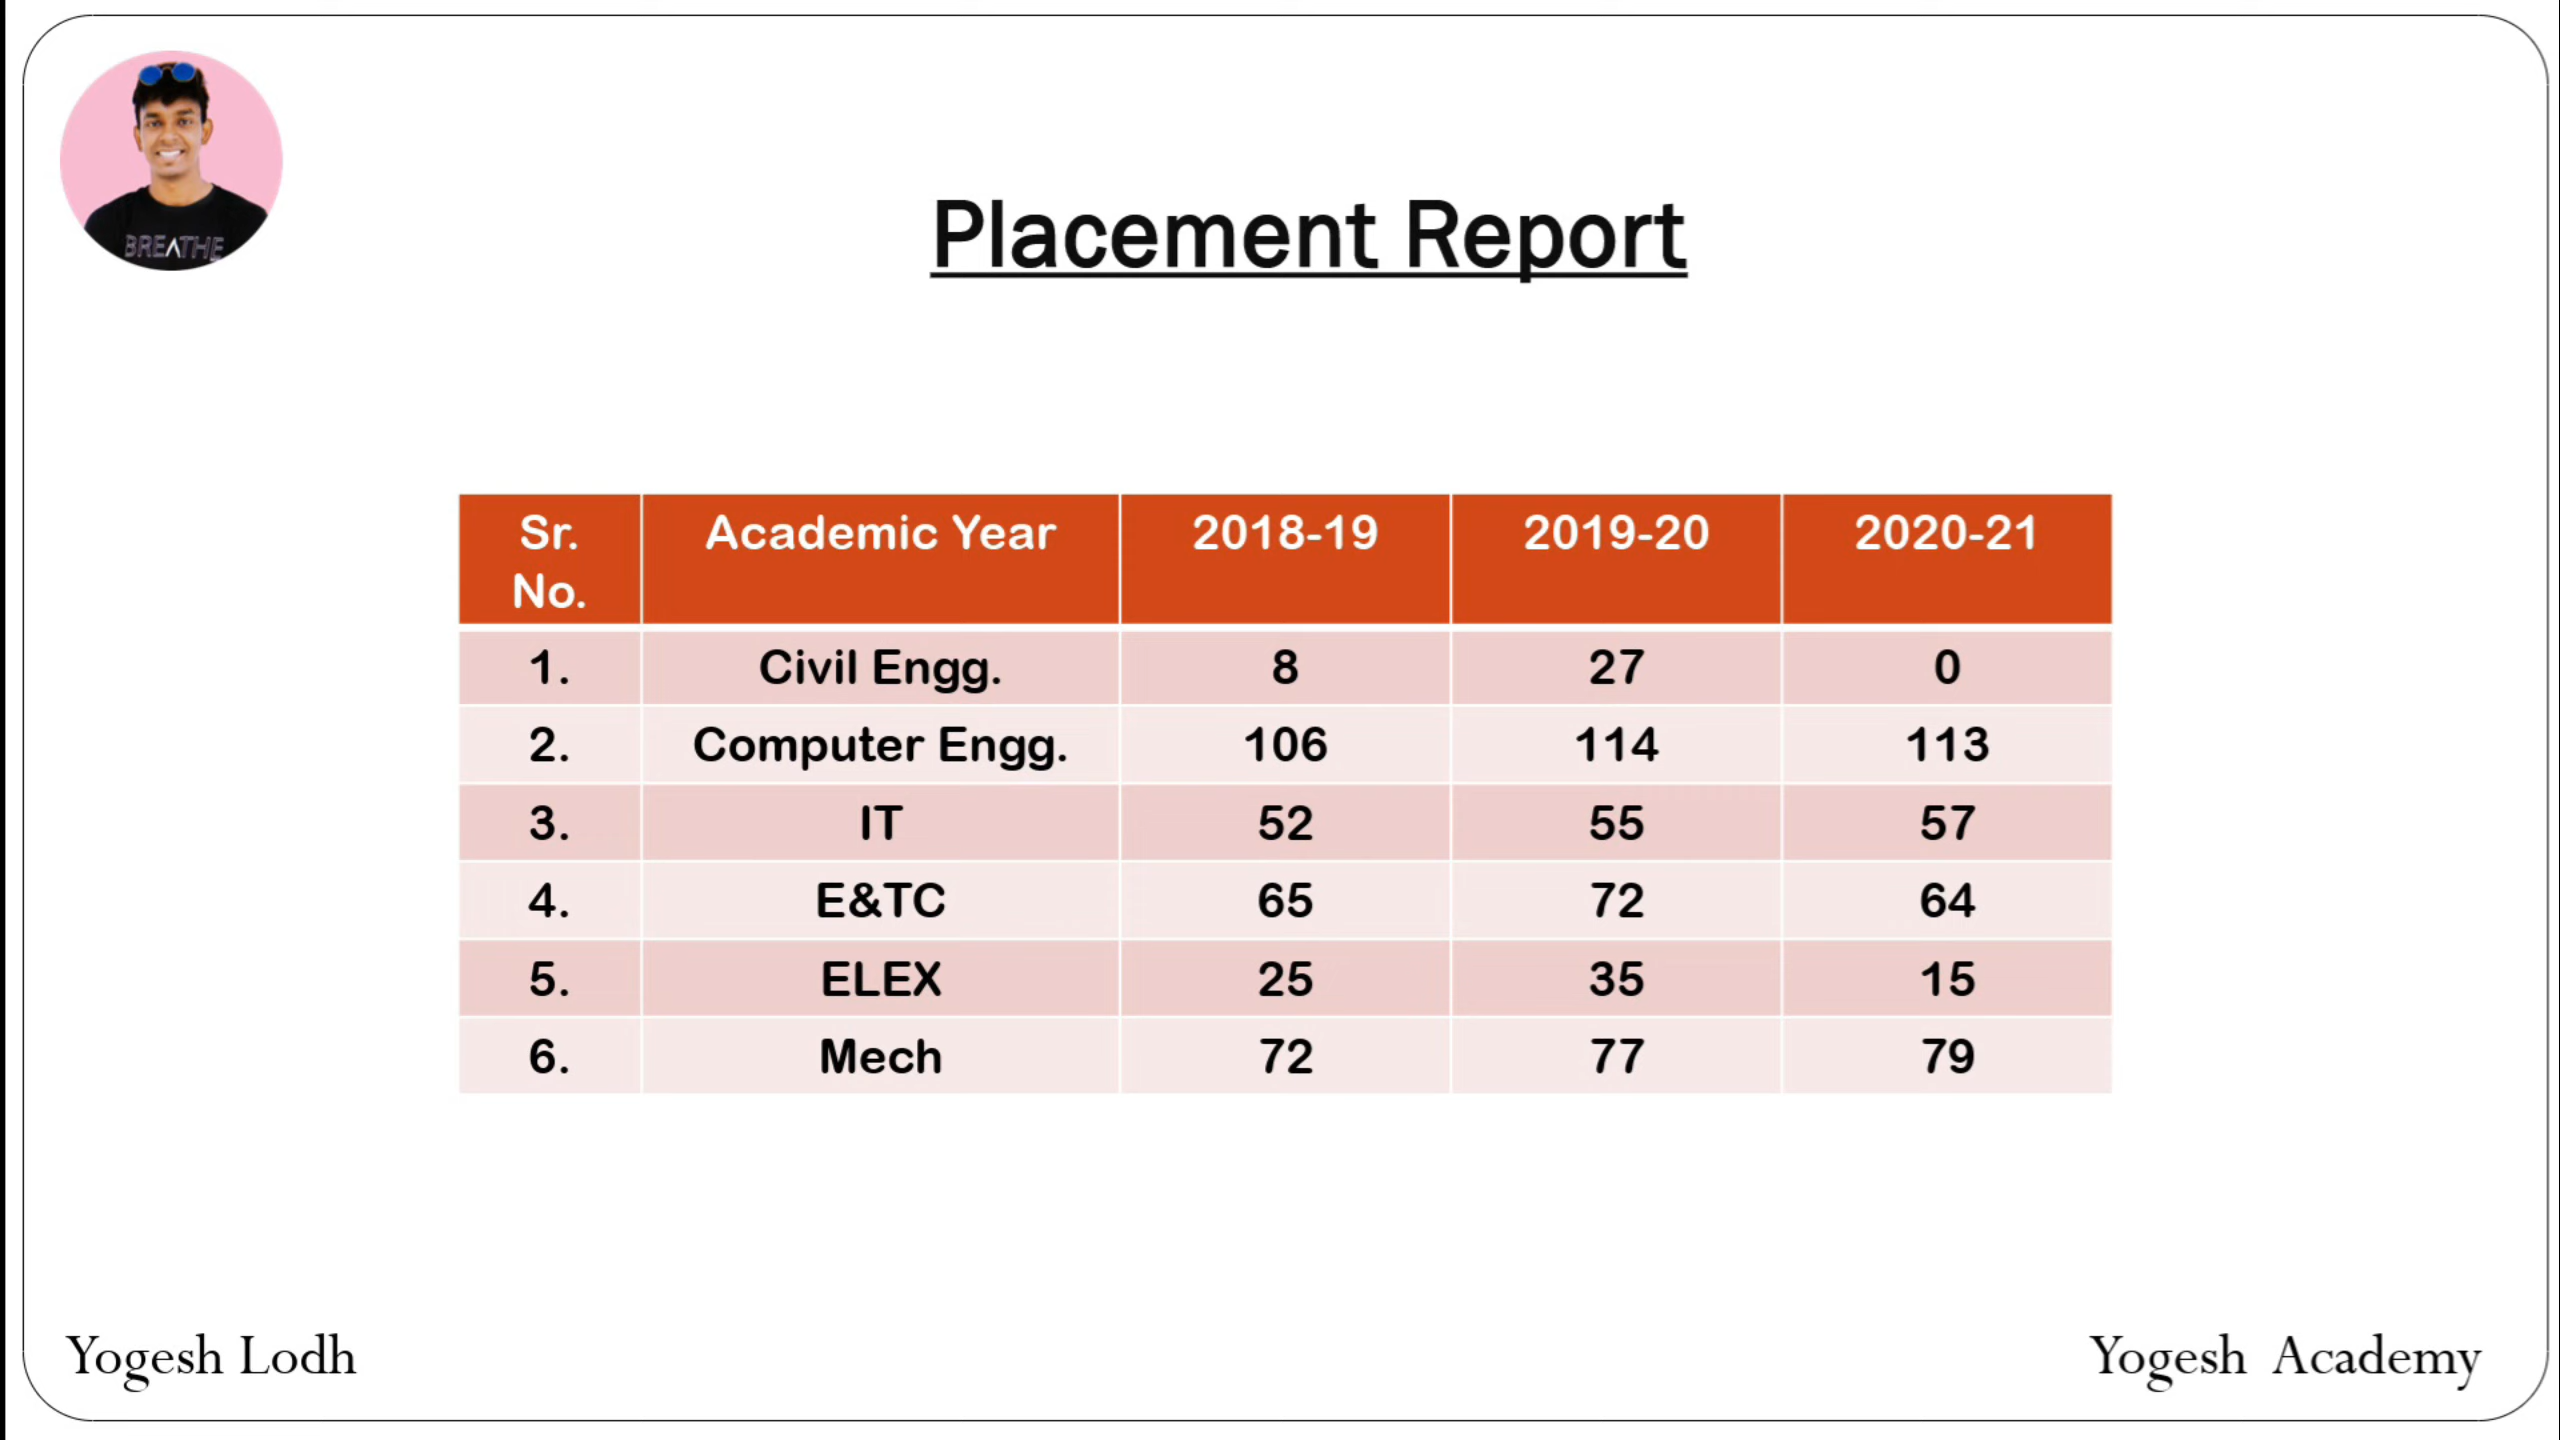 BREATHE
Placement Report
Sr. No. Academic Year 2018-19 2019-20 2020-21
1. Civil Engg. 8 27 0
2. Computer Engg. 106 114 113
3. IT 52 55 57
4. E&TC 65 72 64
5. ELEX 25 35 15
6. Mech 72 77 79
Yogesh Lodh
Yogesh Academy